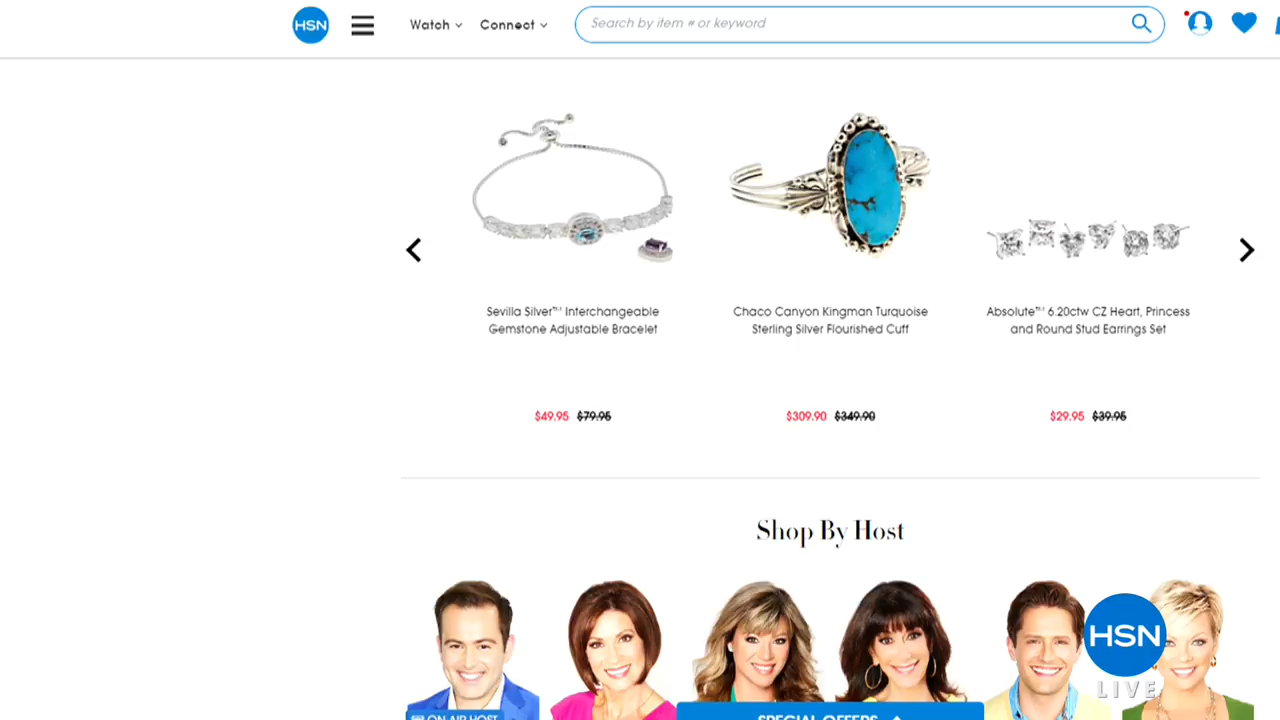 HSN
Watch
Connect
Search by item # or keyword
Sevilla Silver™ Interchangeable
Gemstone Adjustable Bracelet
Chaco Canyon Kingman Turquoise
Sterling Silver Flourished Cuff
Absolute™ 6.20ctw CZ Heart, Princess
and Round Stud Earrings Set
$49.95 $79.95
$309.90 $349.90
$29.95 $39.95
Shop By Host
HSN
LIVE
ON AIR HOST
SPECIAL OFFERS